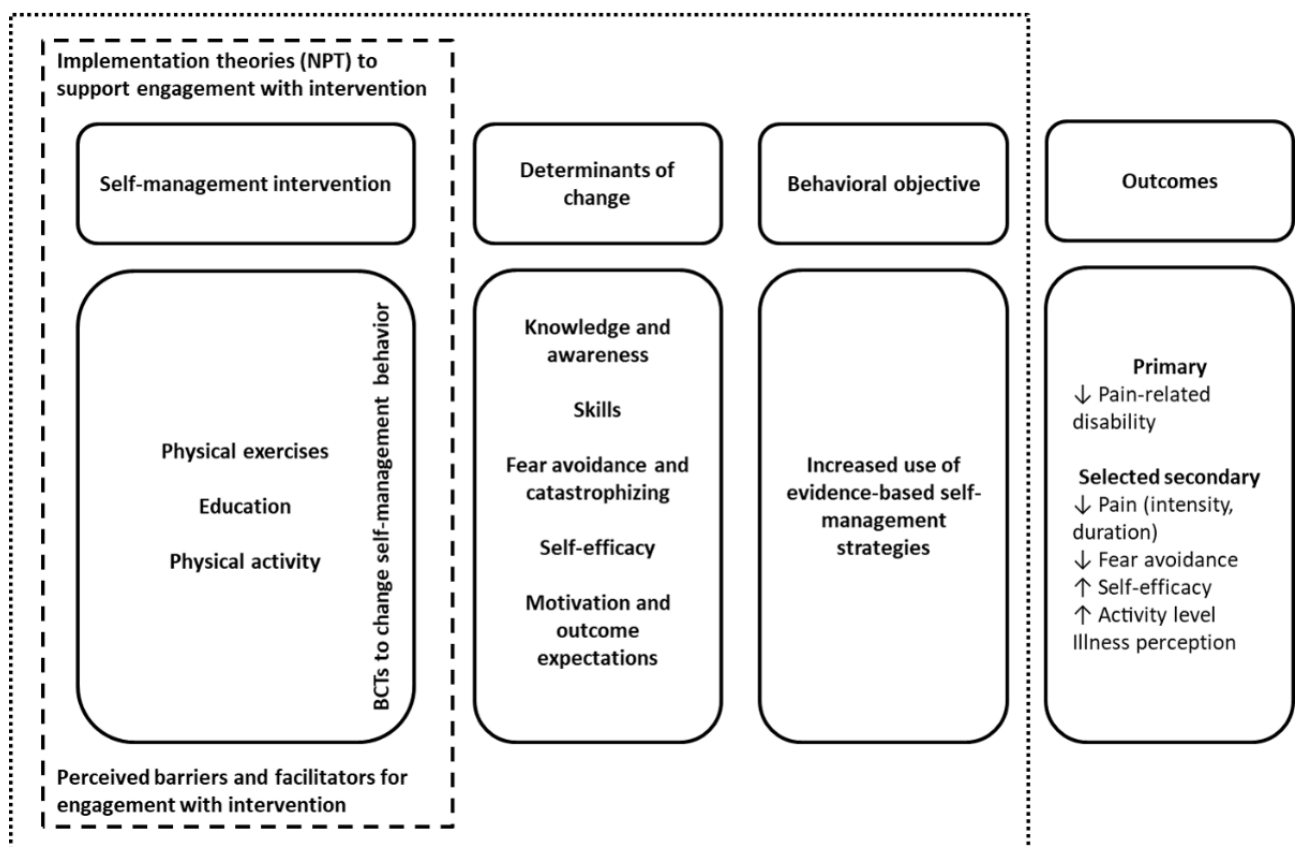 Implementation theories (NPT) to
support engagement with intervention
Self-management intervention
Physical exercises
Education
Physical activity
BCTs to change self-management behavior
Perceived barriers and facilitators for
engagement with intervention
Determinants of
change
Knowledge and
awareness
Skills
Fear avoidance and
catastrophizing
Self-efficacy
Motivation and
outcome
expectations
Behavioral objective
Increased use of
evidence-based self-
management
strategies
Outcomes
Primary
↓ Pain-related
disability
Selected secondary
↓ Pain (intensity,
duration)
↓ Fear avoidance
↑ Self-efficacy
↑ Activity level
Illness perception